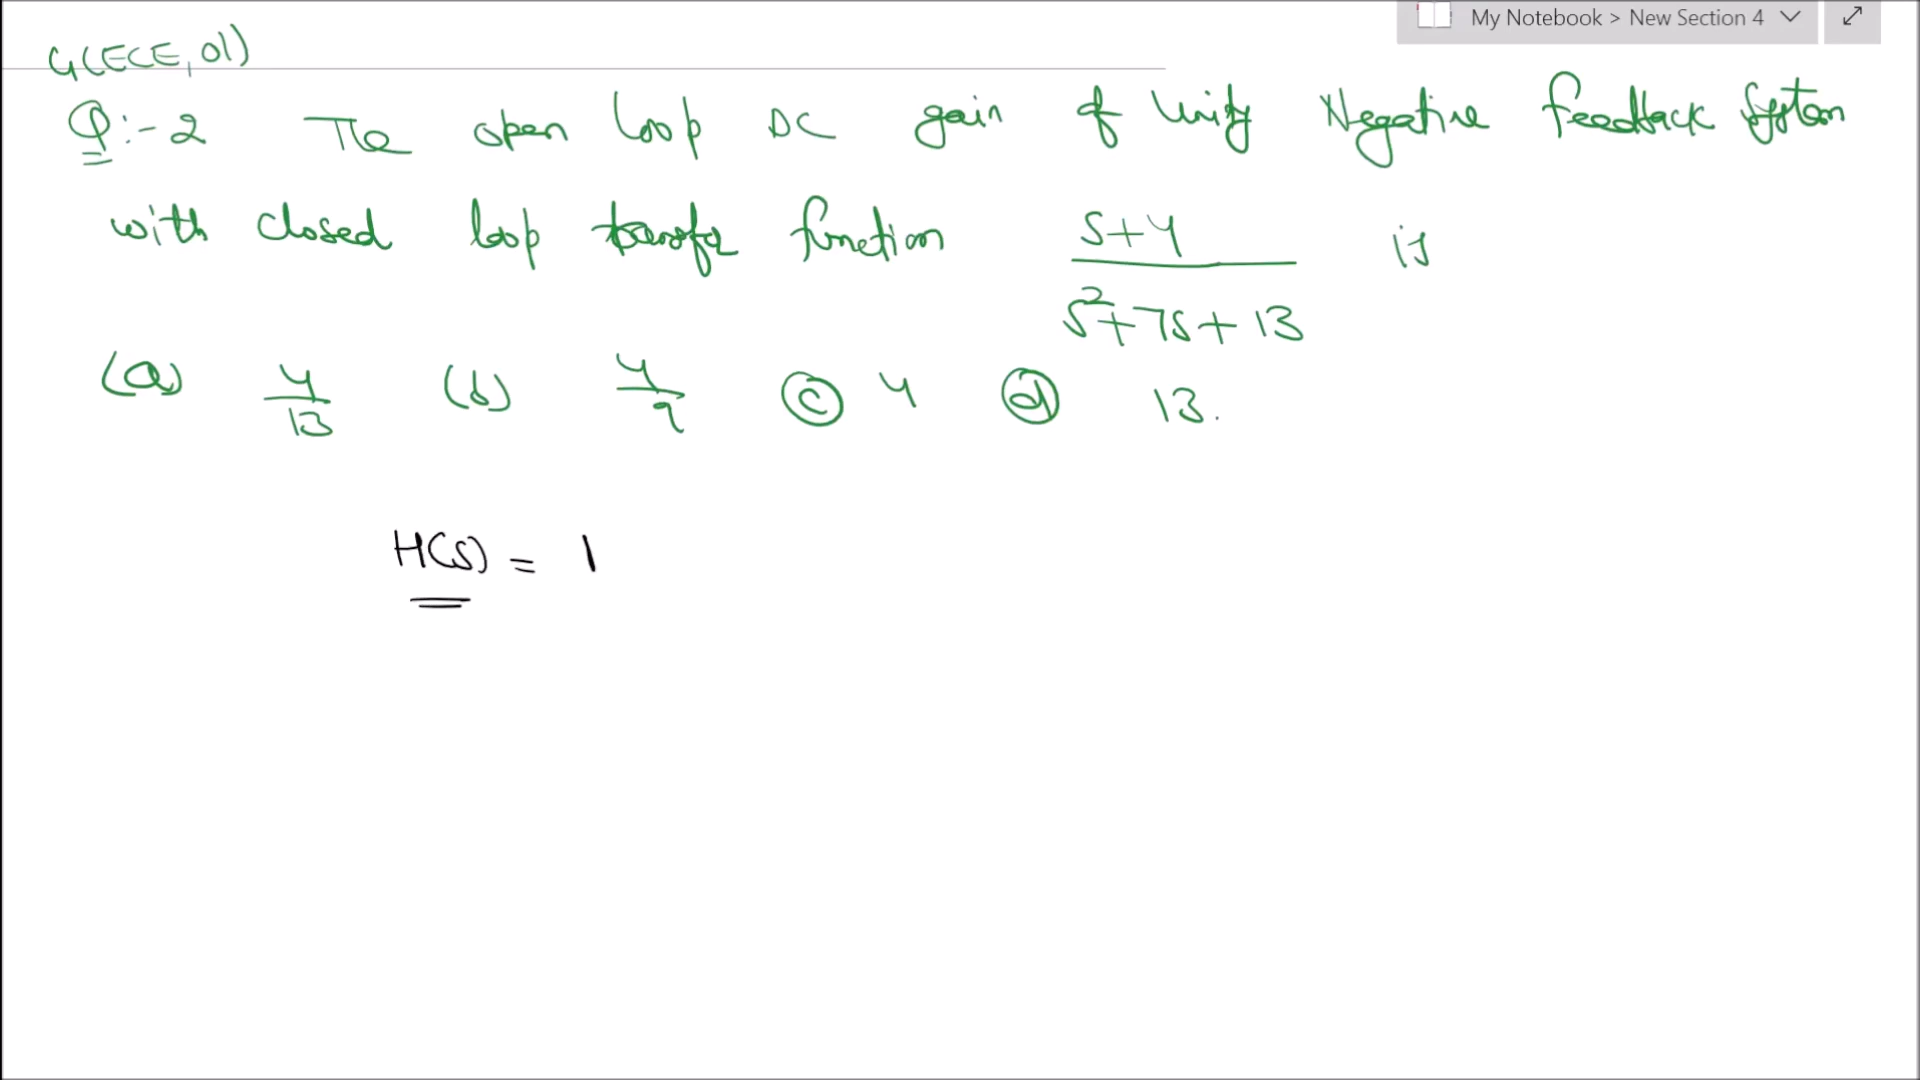 My Notebook > New Section 4
G(ECE, 01)
Q:- 2 The open loop DC gain of Unity Negative feedback System
with closed loop transfer function s+4 / s²+7s+13 is
(a) 4/13 (b) 4/9 (c) 4 (d) 13.
H(s) = 1